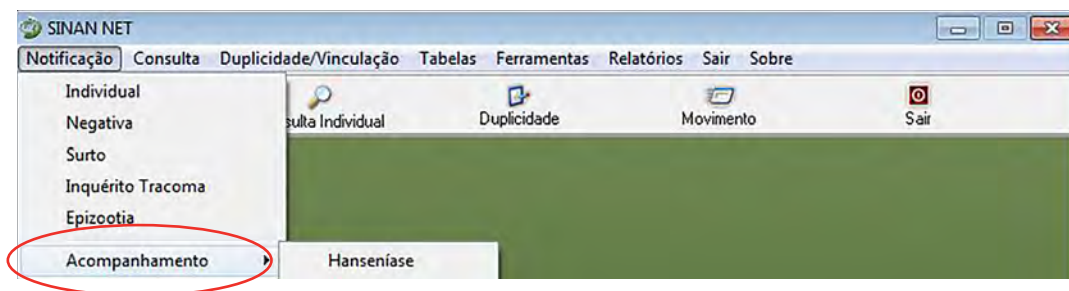 SINAN NET
Notificação Consulta Duplicidade/Vinculação Tabelas Ferramentas Relatórios Sair Sobre
Individual
Negativa
Surto
Inquérito Tracoma
Epizootia
Acompanhamento
Hanseníase
sulta Individual Duplicidade Movimento Sair